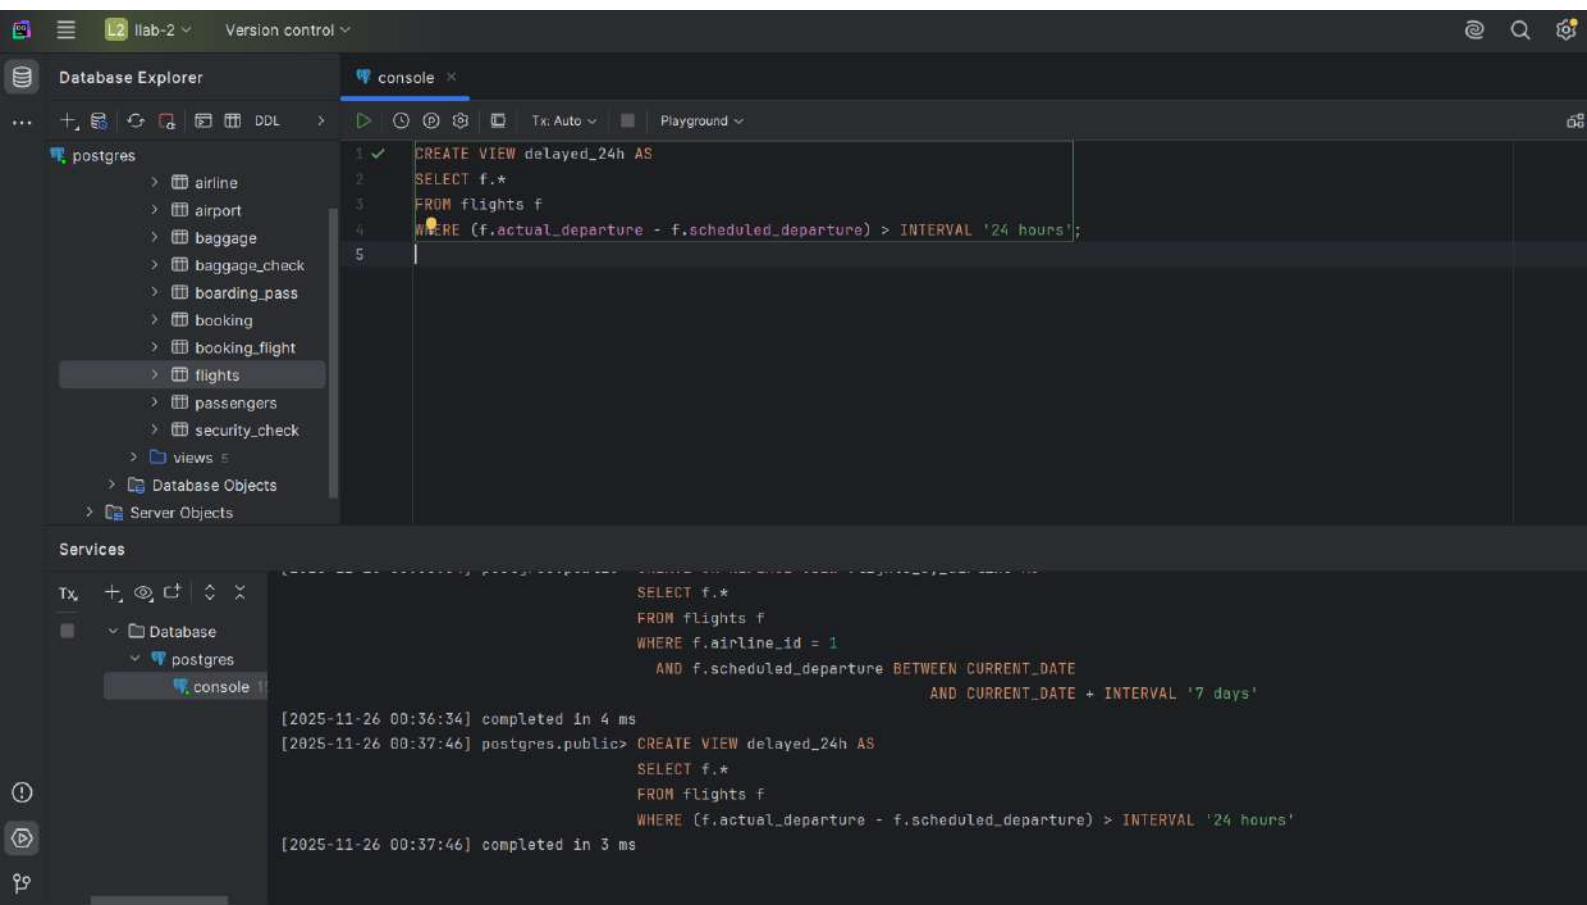 L2 llab-2 Version control
Database Explorer
console
DDL
Tx: Auto
Playground
postgres
airline
airport
baggage
baggage_check
boarding_pass
booking
booking_flight
flights
passengers
security_check
views 5
Database Objects
Server Objects
1 CREATE VIEW delayed_24h AS
2 SELECT f.*
3 FROM flights f
4 WHERE (f.actual_departure - f.scheduled_departure) > INTERVAL '24 hours';
5
Services
Tx
Database
postgres
console
SELECT f.*
FROM flights f
WHERE f.airline_id = 1
AND f.scheduled_departure BETWEEN CURRENT_DATE
AND CURRENT_DATE + INTERVAL '7 days'
[2025-11-26 00:36:34] completed in 4 ms
[2025-11-26 00:37:46] postgres.public> CREATE VIEW delayed_24h AS
SELECT f.*
FROM flights f
WHERE (f.actual_departure - f.scheduled_departure) > INTERVAL '24 hours'
[2025-11-26 00:37:46] completed in 3 ms